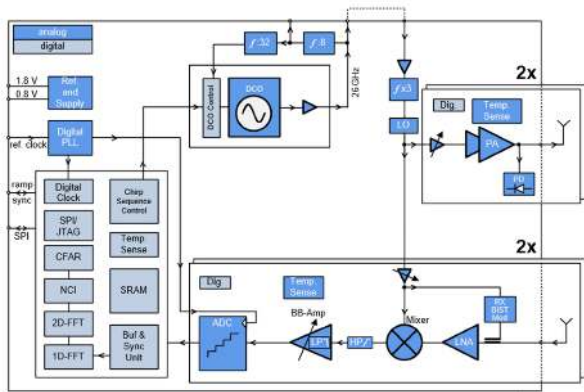 analog
digital
1.8 V
0.8 V
Ref.
and
Supply
ref. clock
Digital
PLL
ramp
sync
SPI
Digital
Clock
SPI/
JTAG
CFAR
NCI
2D-FFT
1D-FFT
Chirp
Sequence
Control
Temp.
Sense
SRAM
Buf &
Sync
Unit
f:32
f:8
DCO Control
DCO
26 GHz
f x3
LO
2x
Dig
Temp.
Sense
PA
PD
2x
Dig
Temp.
Sense
ADC
BB-Amp
LP
HP
Mixer
LNA
RX
BIST
Mod